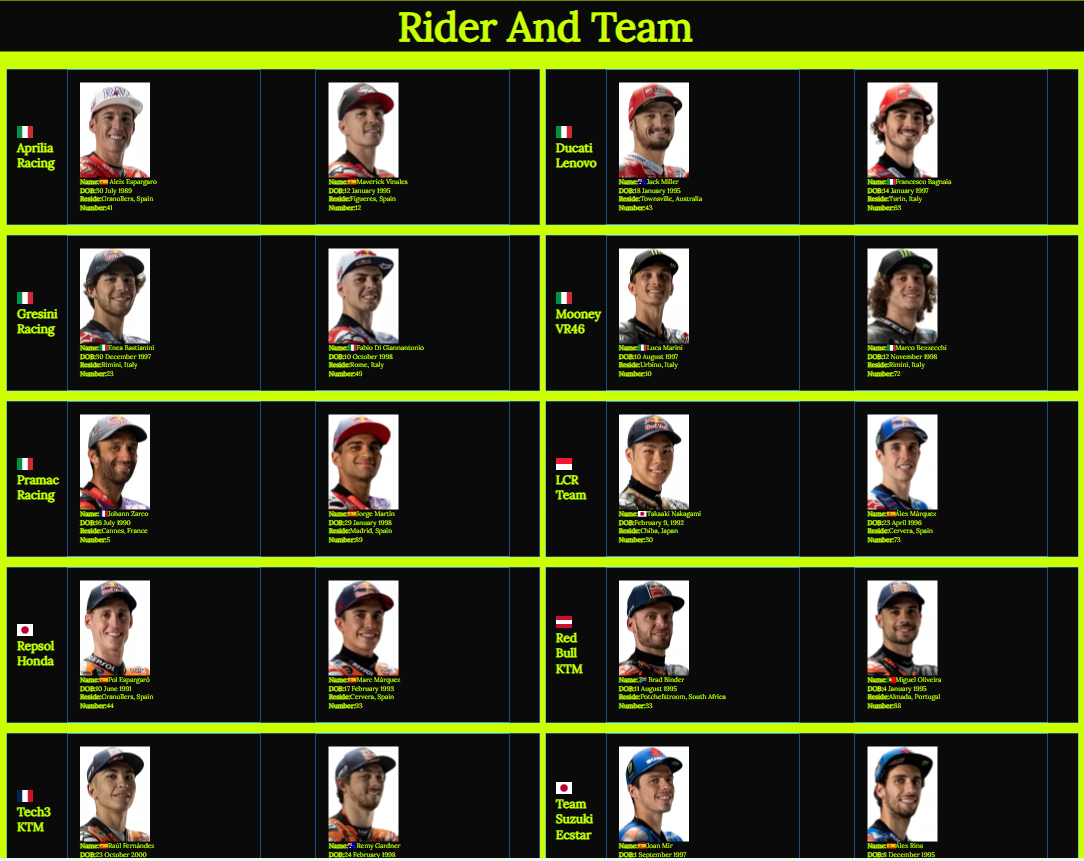 Rider And Team
Aprilia
Racing
Name: Aleix Espargaro
DOB:30 July 1989
Reside:Granollers, Spain
Number:41
Name: Maverick Vinales
DOB:12 January 1995
Reside:Figueres, Spain
Number:12
Ducati
Lenovo
Name: Jack Miller
DOB:18 January 1995
Reside:Townsville, Australia
Number:43
Name: Francesco Bagnaia
DOB:14 January 1997
Reside:Turin, Italy
Number:63
Gresini
Racing
Name: Enea Bastianini
DOB:30 December 1997
Reside:Rimini, Italy
Number:23
Name: Fabio Di Giannantonio
DOB:10 October 1998
Reside:Rome, Italy
Number:49
Mooney
VR46
Name: Luca Marini
DOB:10 August 1997
Reside:Urbino, Italy
Number:10
Name: Marco Bezzecchi
DOB:12 November 1998
Reside:Rimini, Italy
Number:72
Pramac
Racing
Name: Johann Zarco
DOB:16 July 1990
Reside:Cannes, France
Number:5
Name: Jorge Martin
DOB:29 January 1998
Reside:Madrid, Spain
Number:89
LCR
Team
Name: Takaaki Nakagami
DOB:February 9, 1992
Reside:Chiba, Japan
Number:30
Name: Álex Márquez
DOB:23 April 1996
Reside:Cervera, Spain
Number:73
Repsol
Honda
Name: Pol Espargaró
DOB:10 June 1991
Reside:Granollers, Spain
Number:44
Name: Marc Márquez
DOB:17 February 1993
Reside:Cervera, Spain
Number:93
Red
Bull
KTM
Name: Brad Binder
DOB:11 August 1995
Reside:Potchefstroom, South Africa
Number:33
Name: Miguel Oliveira
DOB:4 January 1995
Reside:Almada, Portugal
Number:88
Tech3
KTM
Name: Raúl Fernández
DOB:23 October 2000
Name: Remy Gardner
DOB:24 February 1998
Team
Suzuki
Ecstar
Name: Joan Mir
DOB:1 September 1997
Name: Álex Rins
DOB:8 December 1995